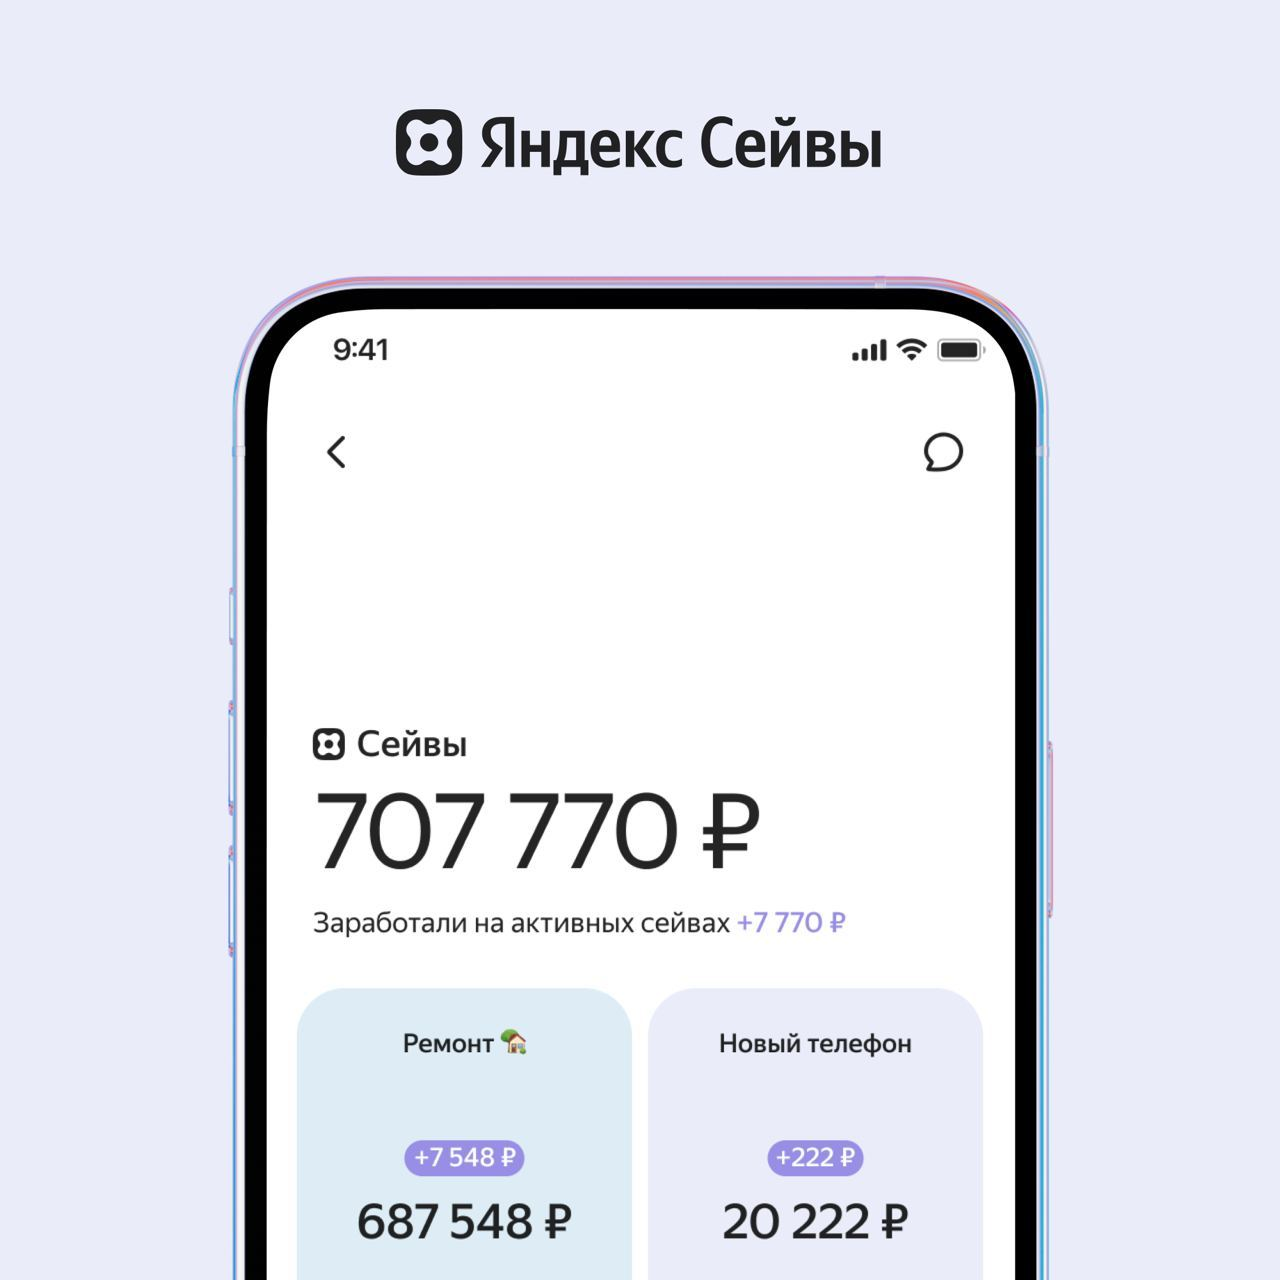 Яндекс Сейвы
9:41
Сейвы
707 770 ₽
Заработали на активных сейвах +7 770 ₽
Ремонт 🏡
+7 548 ₽
687 548 ₽
Новый телефон
+222 ₽
20 222 ₽